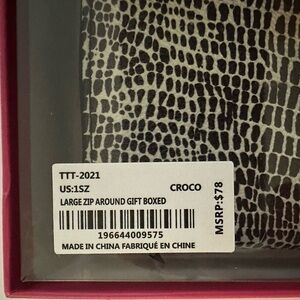 TTT-2021
US:1SZ CROCO
LARGE ZIP AROUND GIFT BOXED
196644009575
MADE IN CHINA FABRIQUÉ EN CHINE
MSRP:$78